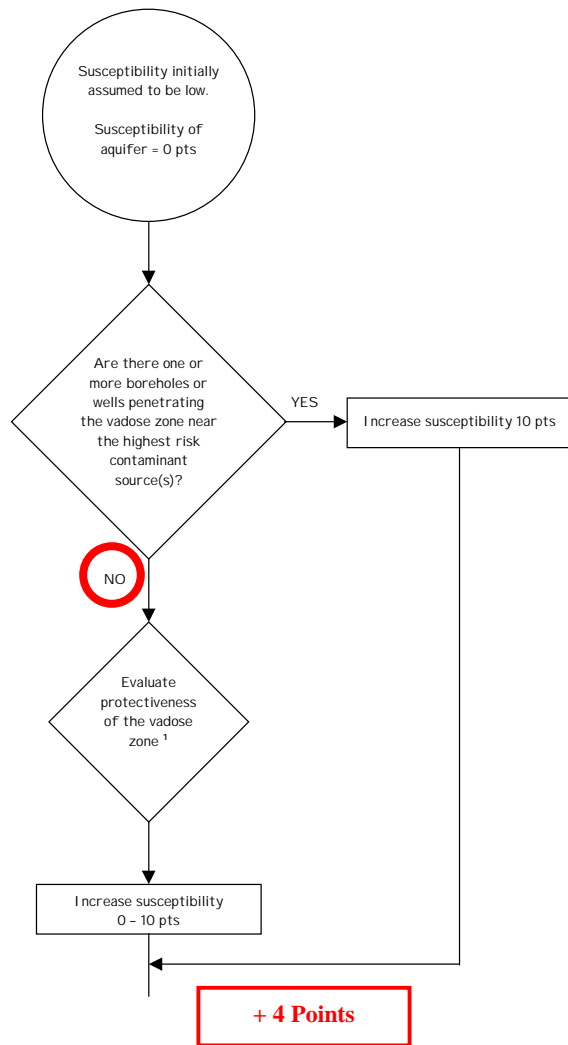 Susceptibility initially
assumed to be low.
Susceptibility of
aquifer = 0 pts
Are there one or
more boreholes or
wells penetrating
the vadose zone near
the highest risk
contaminant
source(s)?
YES
Increase susceptibility 10 pts
NO
Evaluate
protectiveness
of the vadose
zone ¹
Increase susceptibility
0 – 10 pts
+ 4 Points